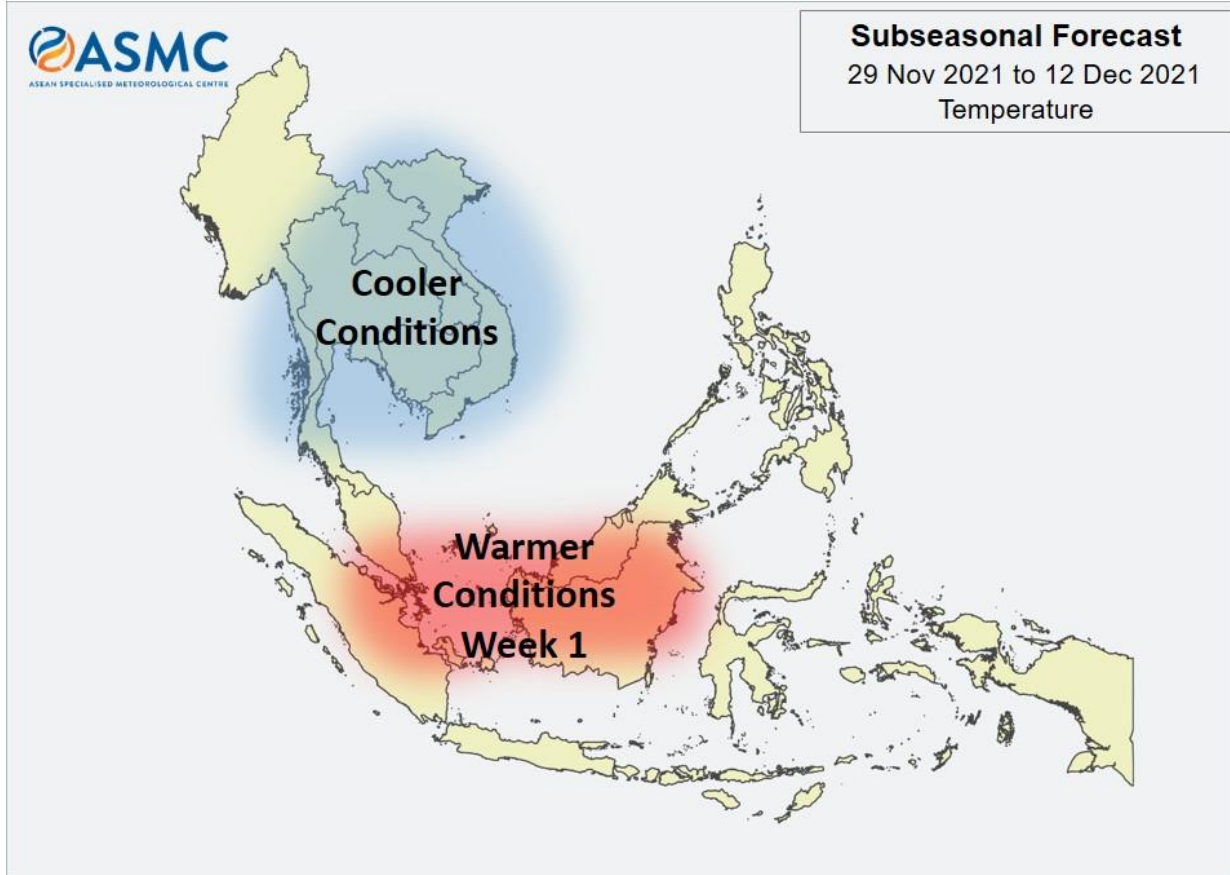 ASMC
ASEAN SPECIALISED METEOROLOGICAL CENTRE
Subseasonal Forecast
29 Nov 2021 to 12 Dec 2021
Temperature
Cooler
Conditions
Warmer
Conditions
Week 1